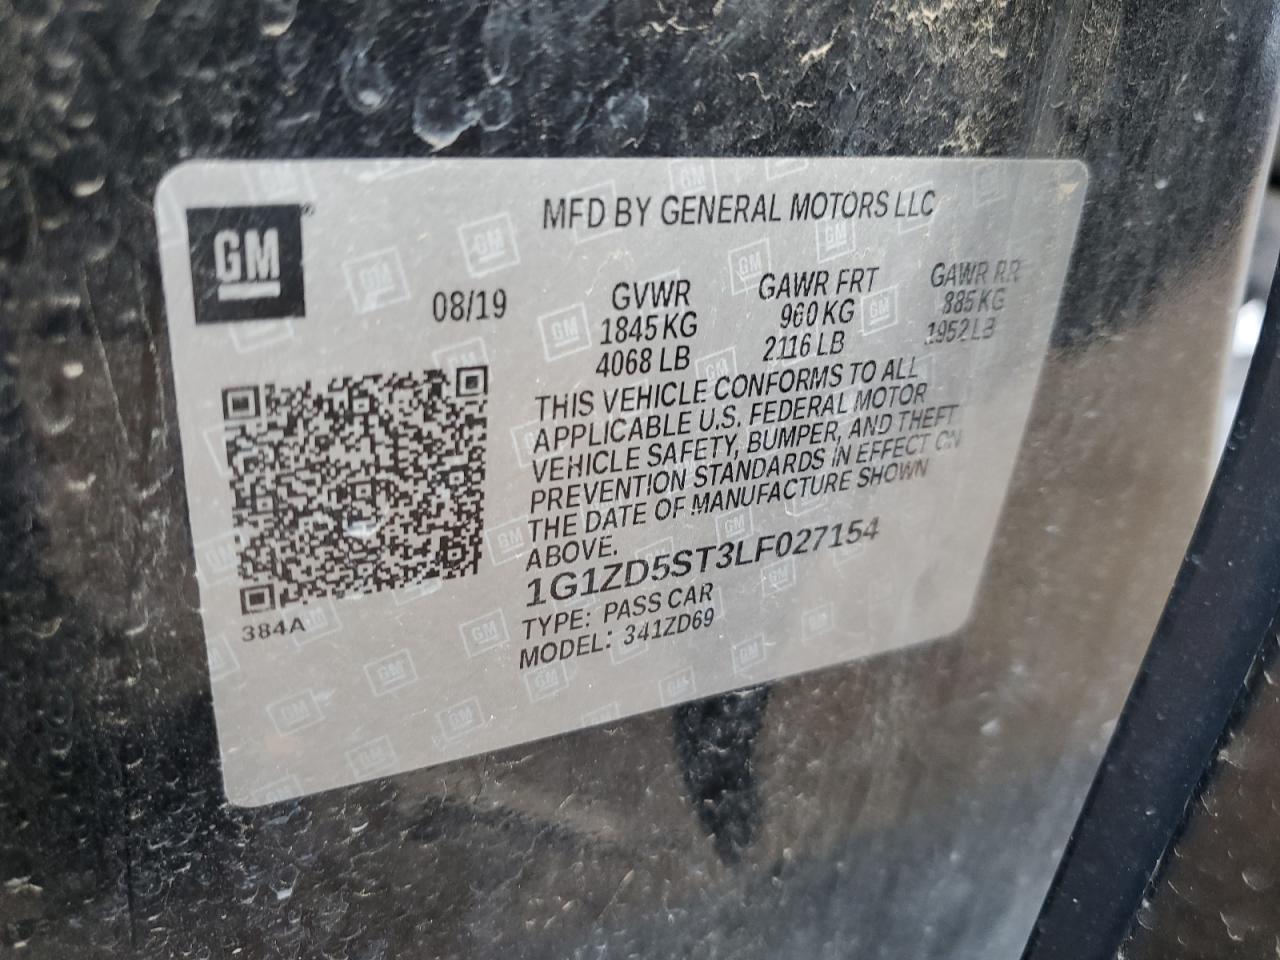 GM
MFD BY GENERAL MOTORS LLC
08/19
GVWR GAWR FRT GAWR RR
1845 KG 960 KG 885 KG
4068 LB 2116 LB 1952 LB
THIS VEHICLE CONFORMS TO ALL
APPLICABLE U.S. FEDERAL MOTOR
VEHICLE SAFETY, BUMPER, AND THEFT
PREVENTION STANDARDS IN EFFECT ON
THE DATE OF MANUFACTURE SHOWN
ABOVE.
1G1ZD5ST3LF027154
TYPE: PASS CAR
MODEL: 341ZD69
384A